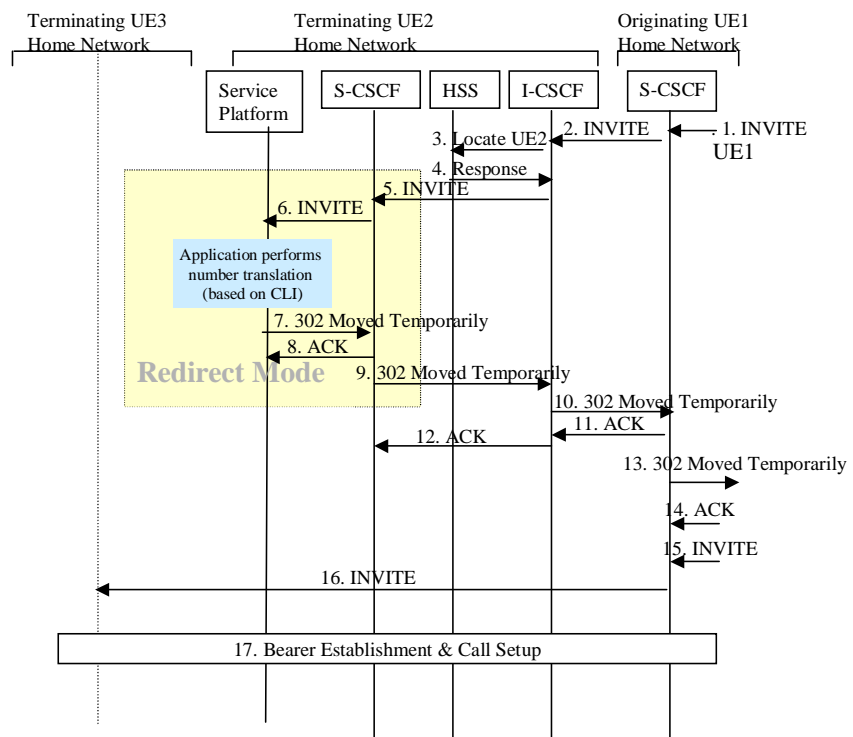 Terminating UE3
Home Network
Terminating UE2
Home Network
Originating UE1
Home Network
Service
Platform
S-CSCF
HSS
I-CSCF
S-CSCF
. 1. INVITE
UE1
2. INVITE
3. Locate UE2
4. Response
5. INVITE
6. INVITE
Application performs
number translation
(based on CLI)
7. 302 Moved Temporarily
8. ACK
Redirect Mode
9. 302 Moved Temporarily
10. 302 Moved Temporarily
11. ACK
12. ACK
13. 302 Moved Temporarily
14. ACK
15. INVITE
16. INVITE
17. Bearer Establishment & Call Setup